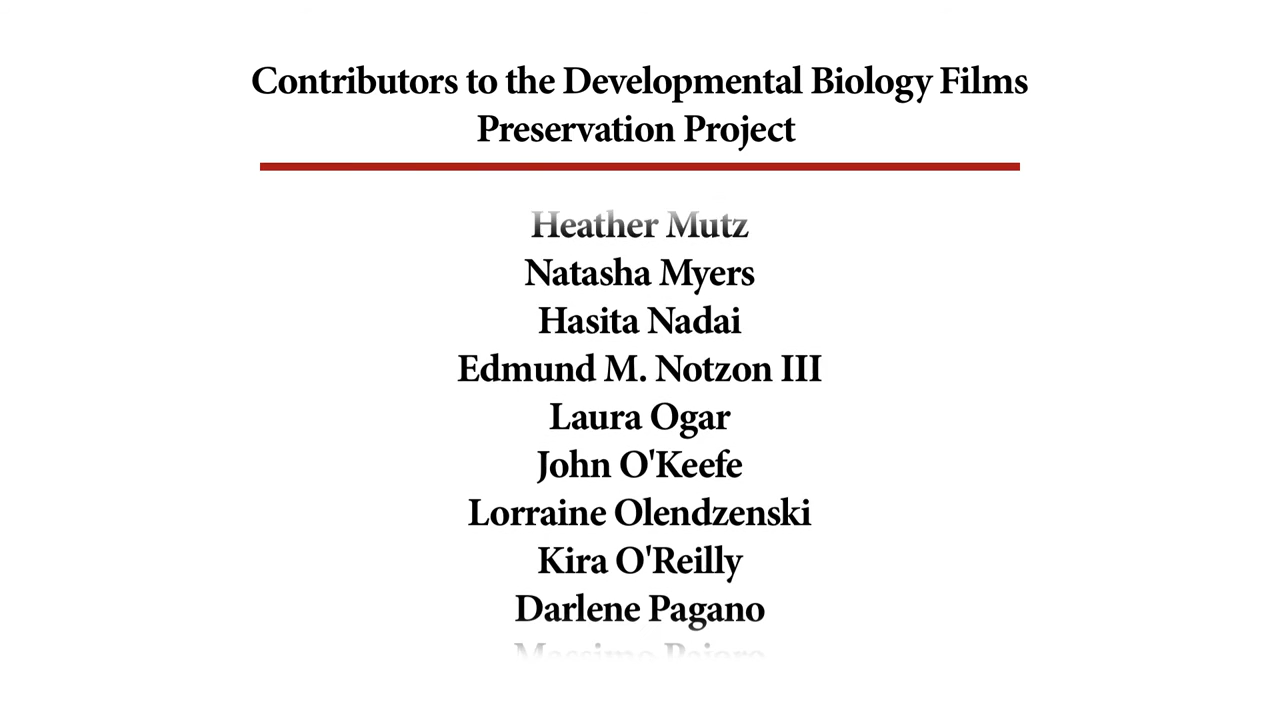 Contributors to the Developmental Biology Films
Preservation Project
Heather Mutz
Natasha Myers
Hasita Nadai
Edmund M. Notzon III
Laura Ogar
John O'Keefe
Lorraine Olendzenski
Kira O'Reilly
Darlene Pagano
Massimo